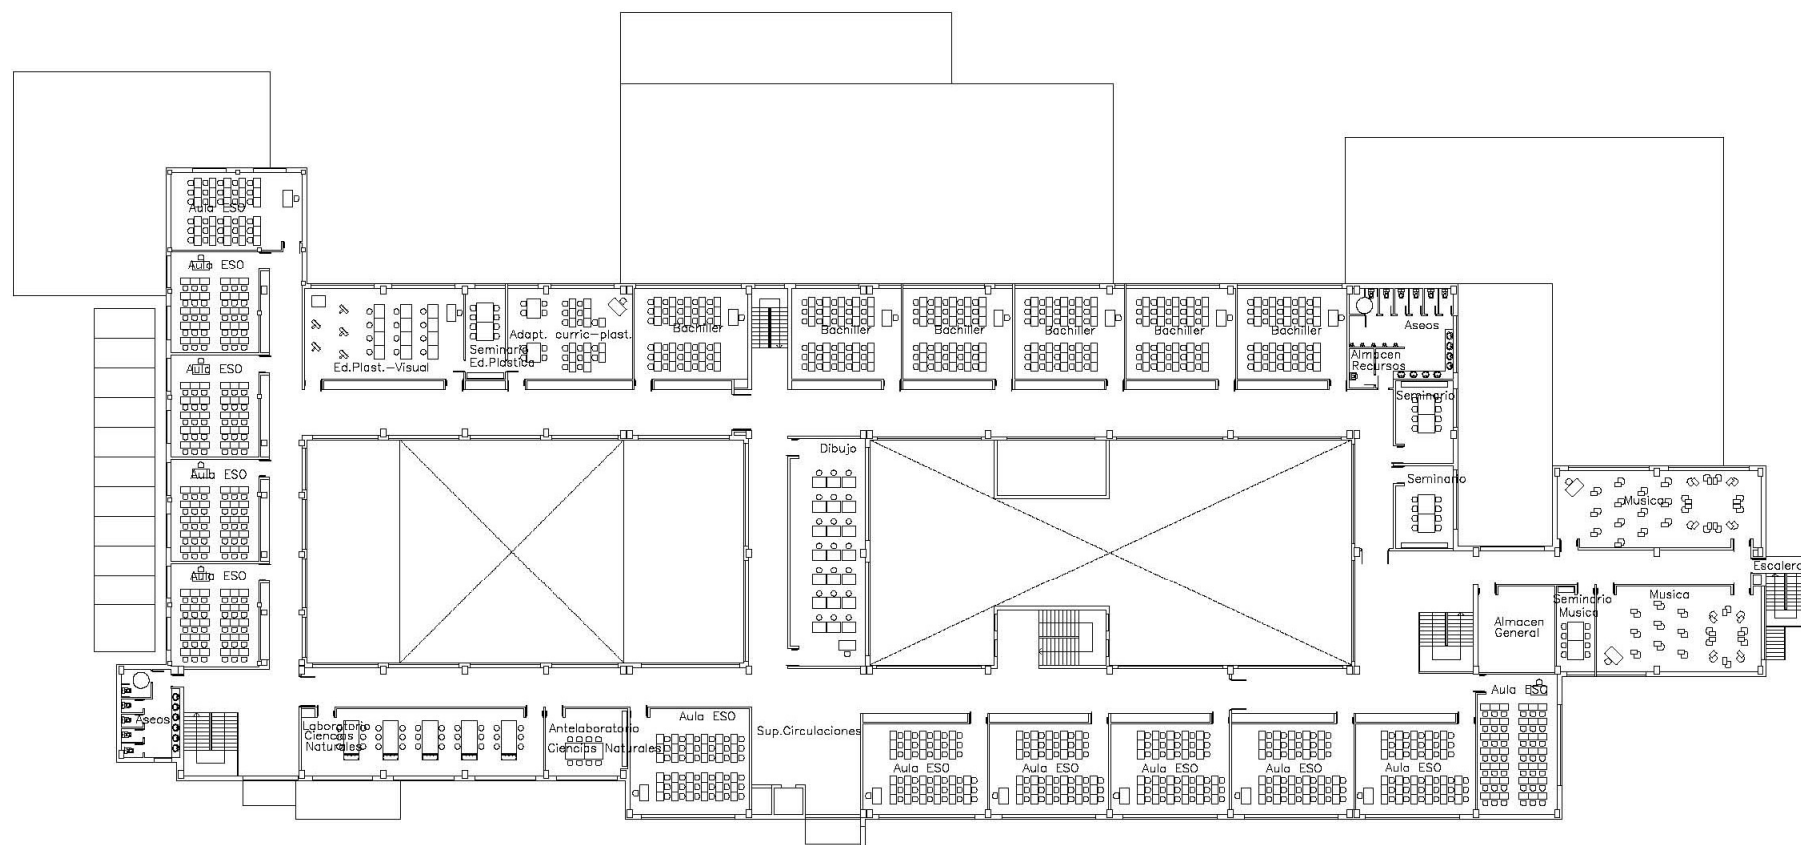 Aula ESO
Aula ESO
Aula ESO
Aula ESO
Aula ESO
Ed.Plast.-Visual
Seminario
Ed.Plastica
Adapt. curric-plast.
Bachiller
Bachiller
Bachiller
Bachiller
Bachiller
Bachiller
Aseos
Almacen
Recursos
Seminario
Dibujo
Seminario
Musica
Escalera
Seminario
Musica
Musica
Almacen
General
Aseos
Laboratorio
Ciencias
Naturales
Antelaboratorio
Ciencias Naturales
Aula ESO
Sup.Circulaciones
Aula ESO
Aula ESO
Aula ESO
Aula ESO
Aula ESO
Aula ESO